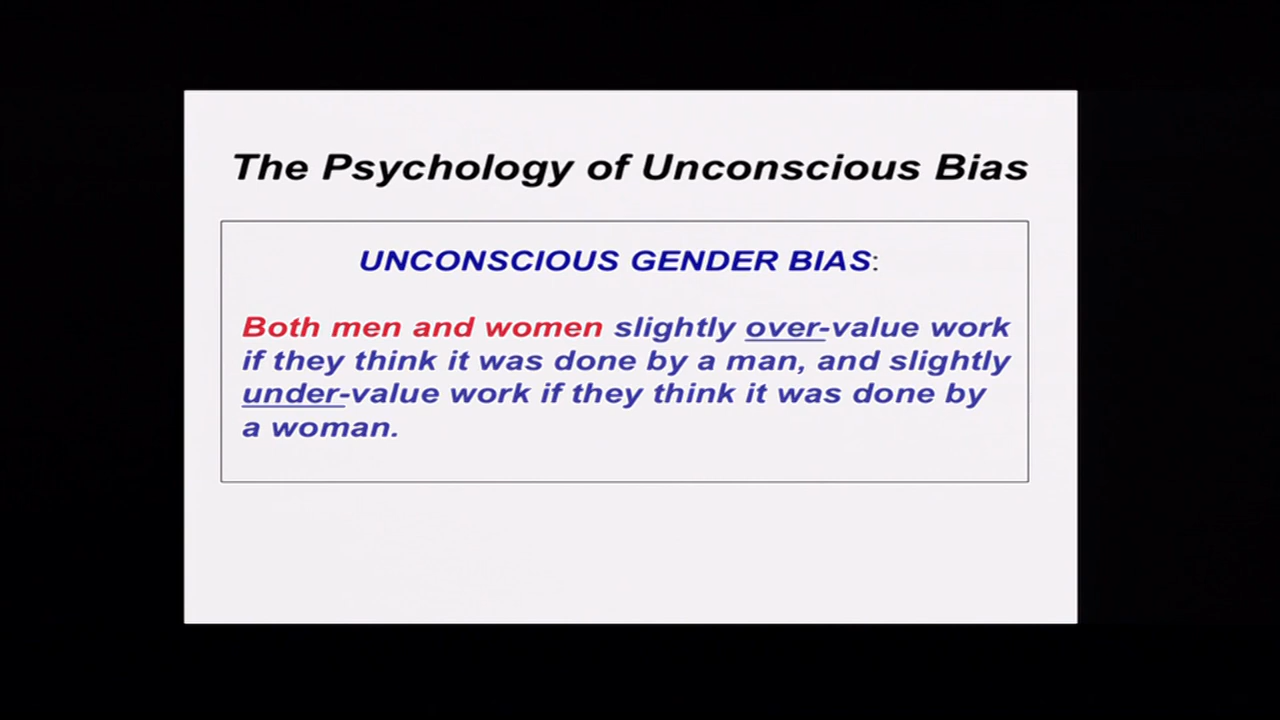 The Psychology of Unconscious Bias
UNCONSCIOUS GENDER BIAS:
Both men and women slightly over-value work
if they think it was done by a man, and slightly
under-value work if they think it was done by
a woman.